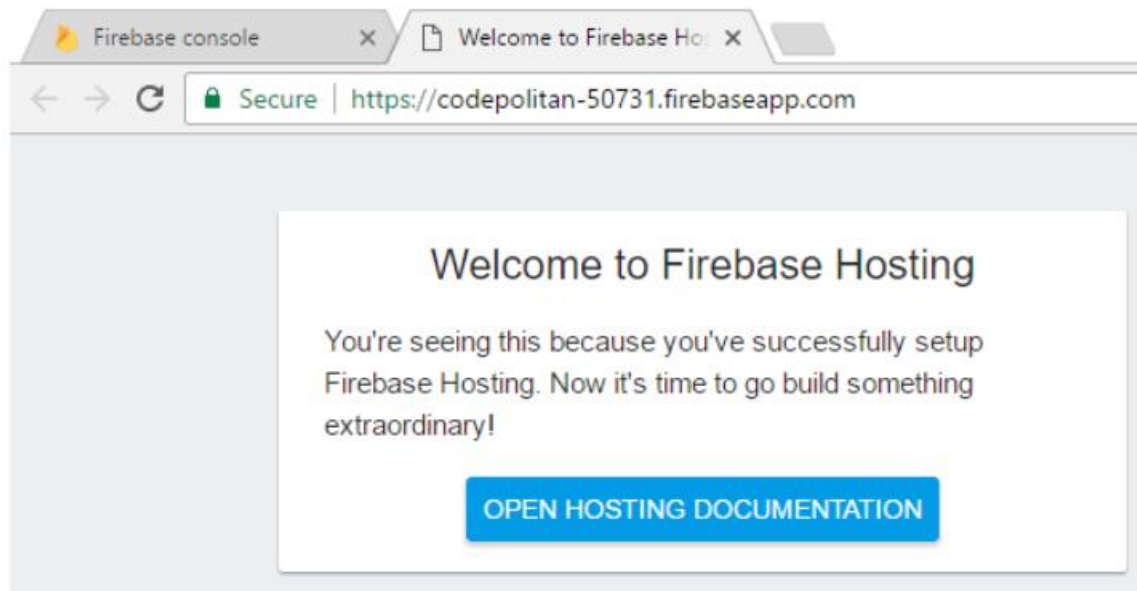 Firebase console
Welcome to Firebase Ho
Secure | https://codepolitan-50731.firebaseapp.com
Welcome to Firebase Hosting
You're seeing this because you've successfully setup
Firebase Hosting. Now it's time to go build something
extraordinary!
OPEN HOSTING DOCUMENTATION